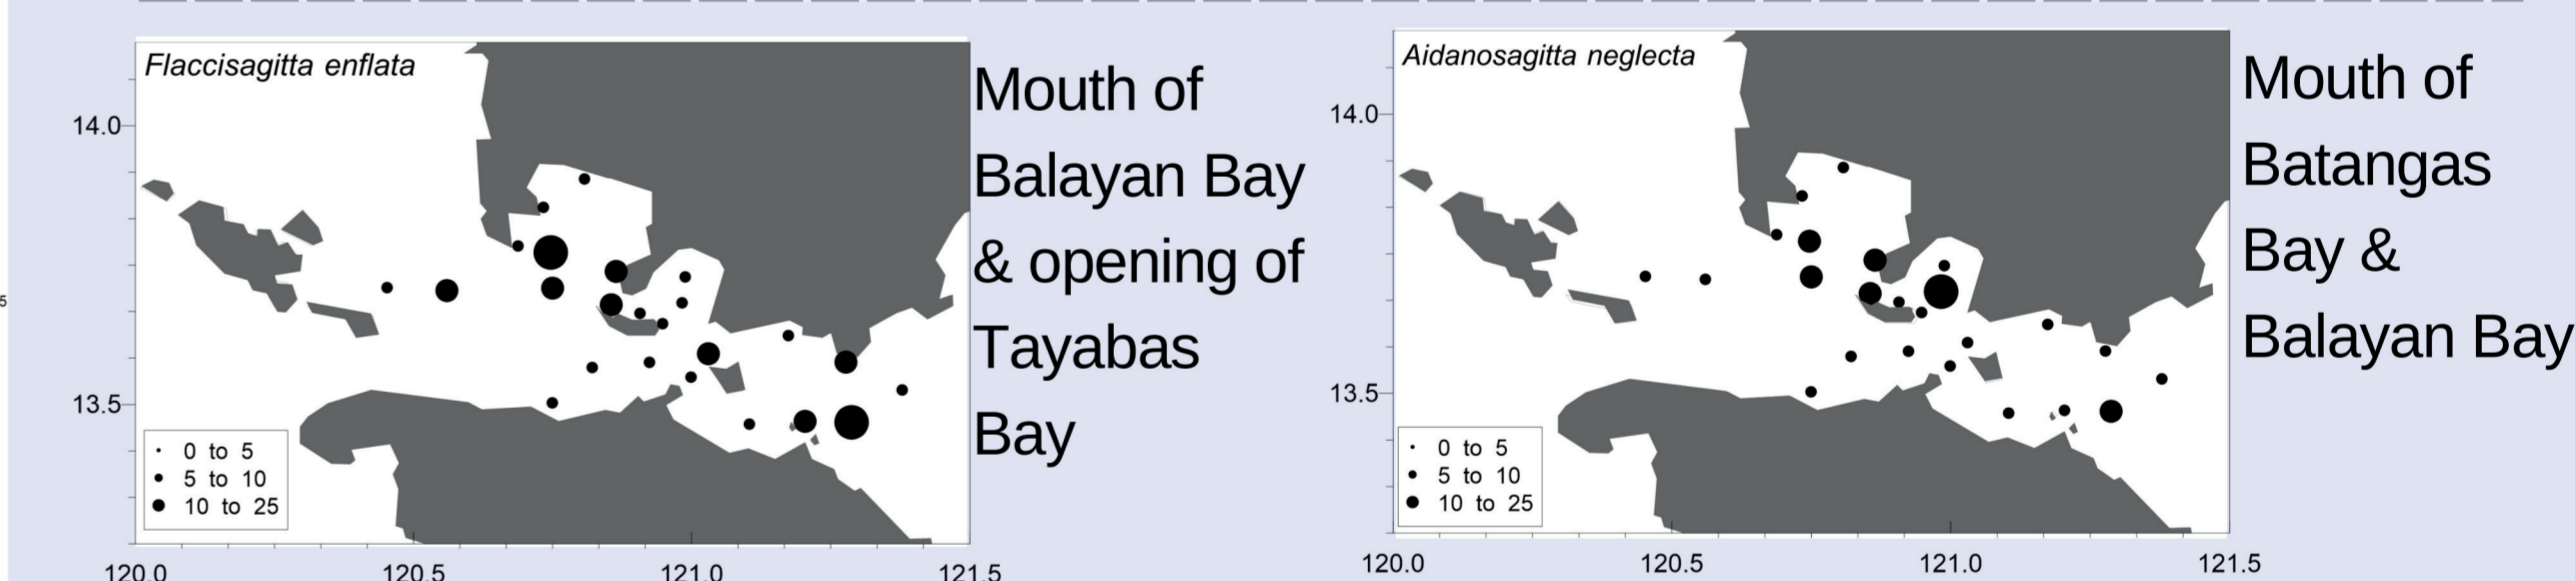 Flaccisagitta enflata
14.0
13.5
0 to 5
5 to 10
10 to 25
120.0
120.5
121.0
121.5
Mouth of
Balayan Bay
& opening of
Tayabas
Bay
5
Aidanosagitta neglecta
14.0
13.5
0 to 5
5 to 10
10 to 25
120.0
120.5
121.0
121.5
Mouth of
Batangas
Bay &
Balayan Bay